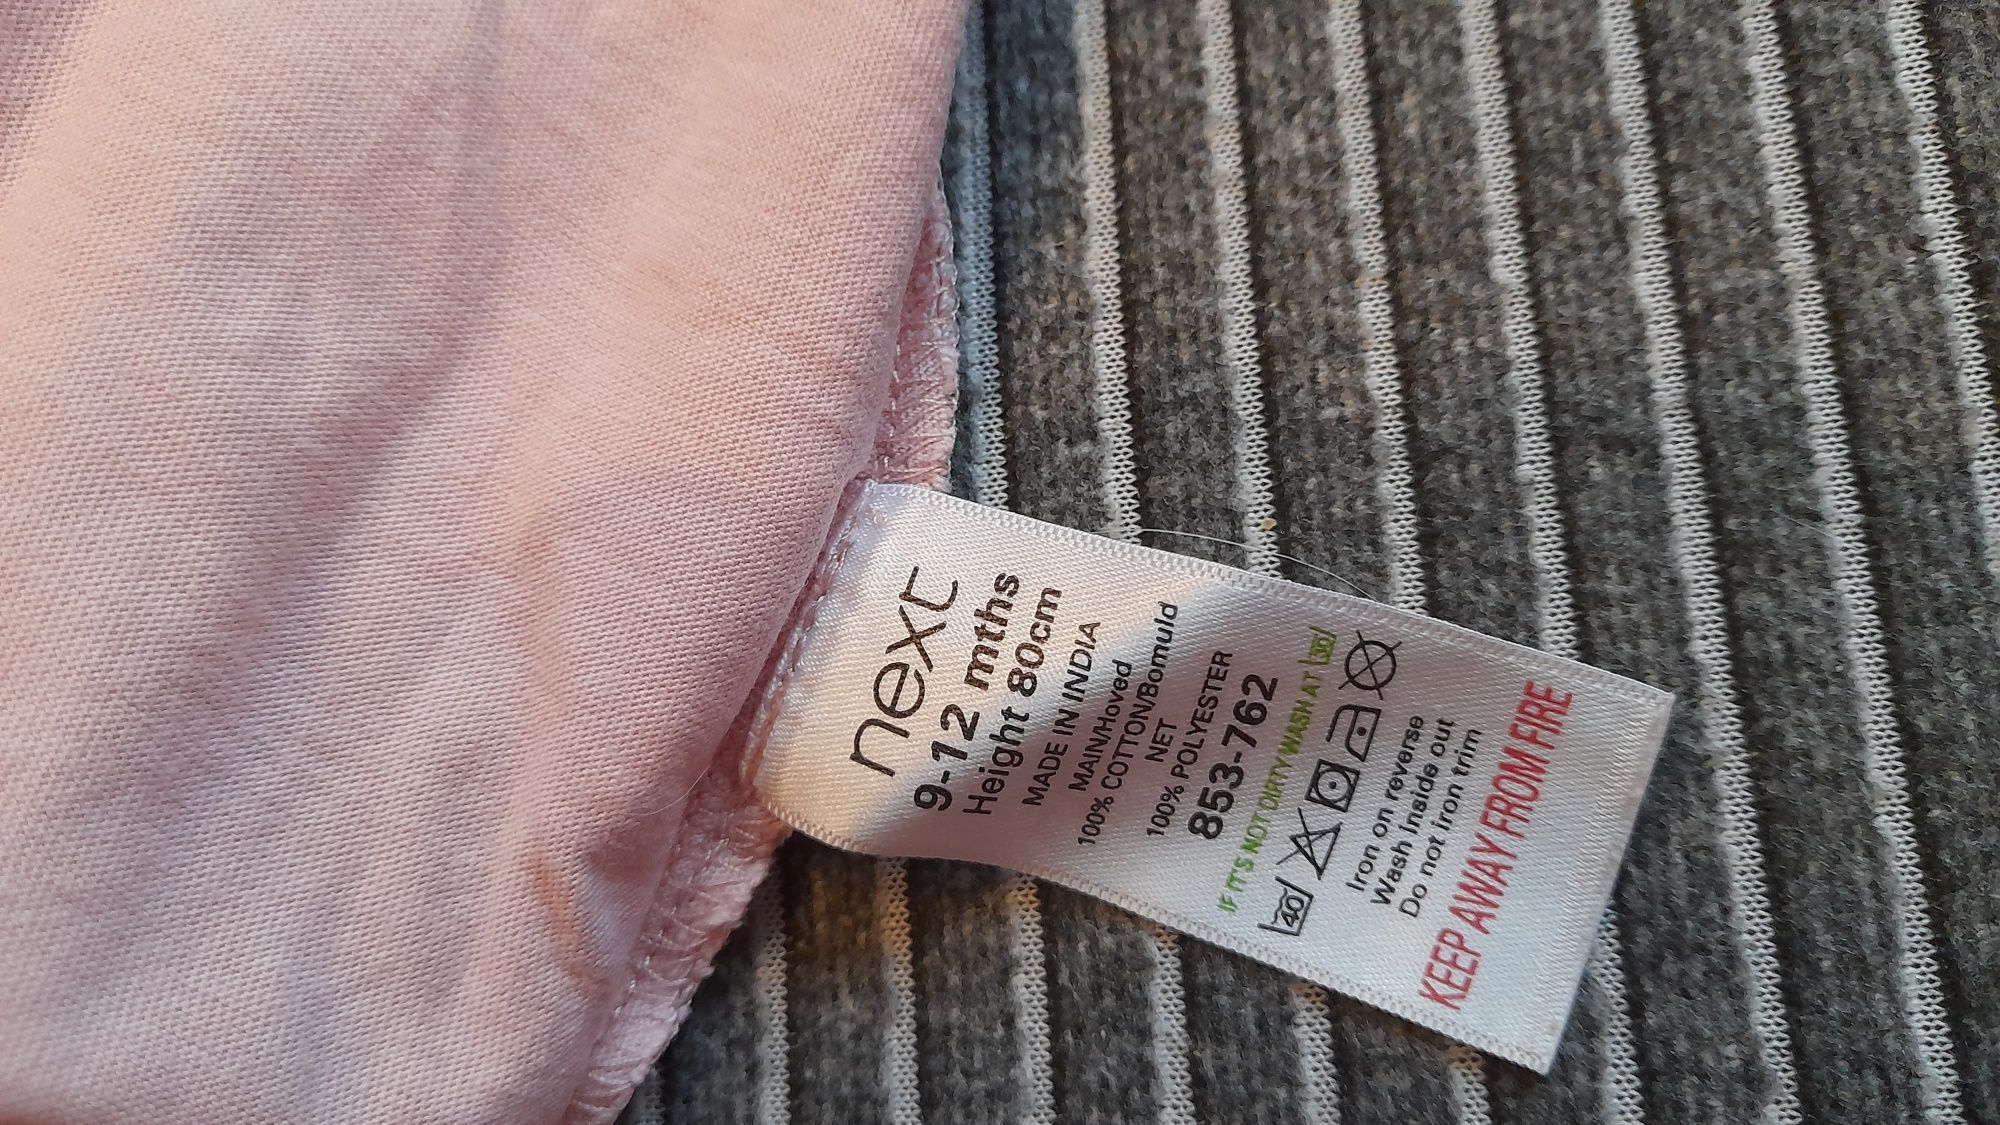 next
9-12 mths
Height 80cm
MADE IN INDIA
MAIN/Hoved
100% COTTON/Bomuld
NET
100% POLYESTER
853-762
IF IT'S NOT DIRTY WASH AT 30
40
Iron on reverse
Wash inside out
Do not iron trim
KEEP AWAY FROM FIRE